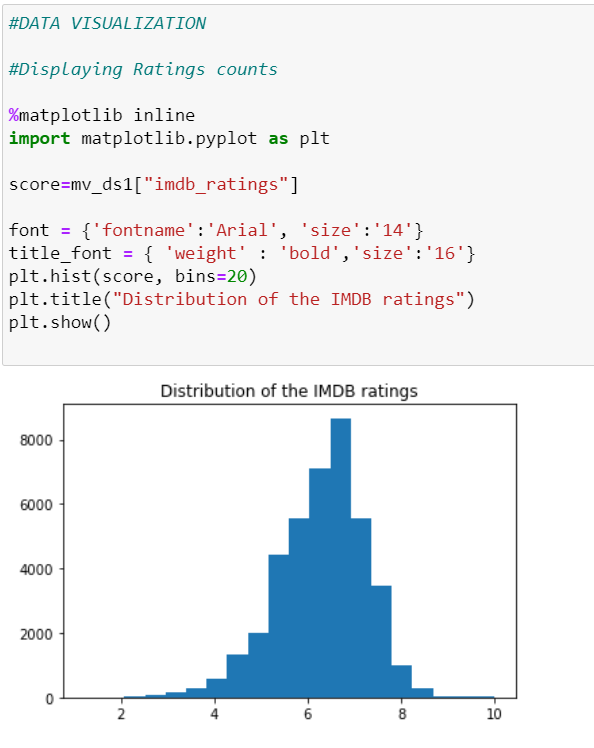 #DATA VISUALIZATION
#Displaying Ratings counts
%matplotlib inline
import matplotlib.pyplot as plt
score=mv_ds1["imdb_ratings"]
font = {'fontname':'Arial', 'size':'14'}
title_font = { 'weight' : 'bold','size':'16'}
plt.hist(score, bins=20)
plt.title("Distribution of the IMDB ratings")
plt.show()
Distribution of the IMDB ratings
8000
6000
4000
2000
0
2 4 6 8 10